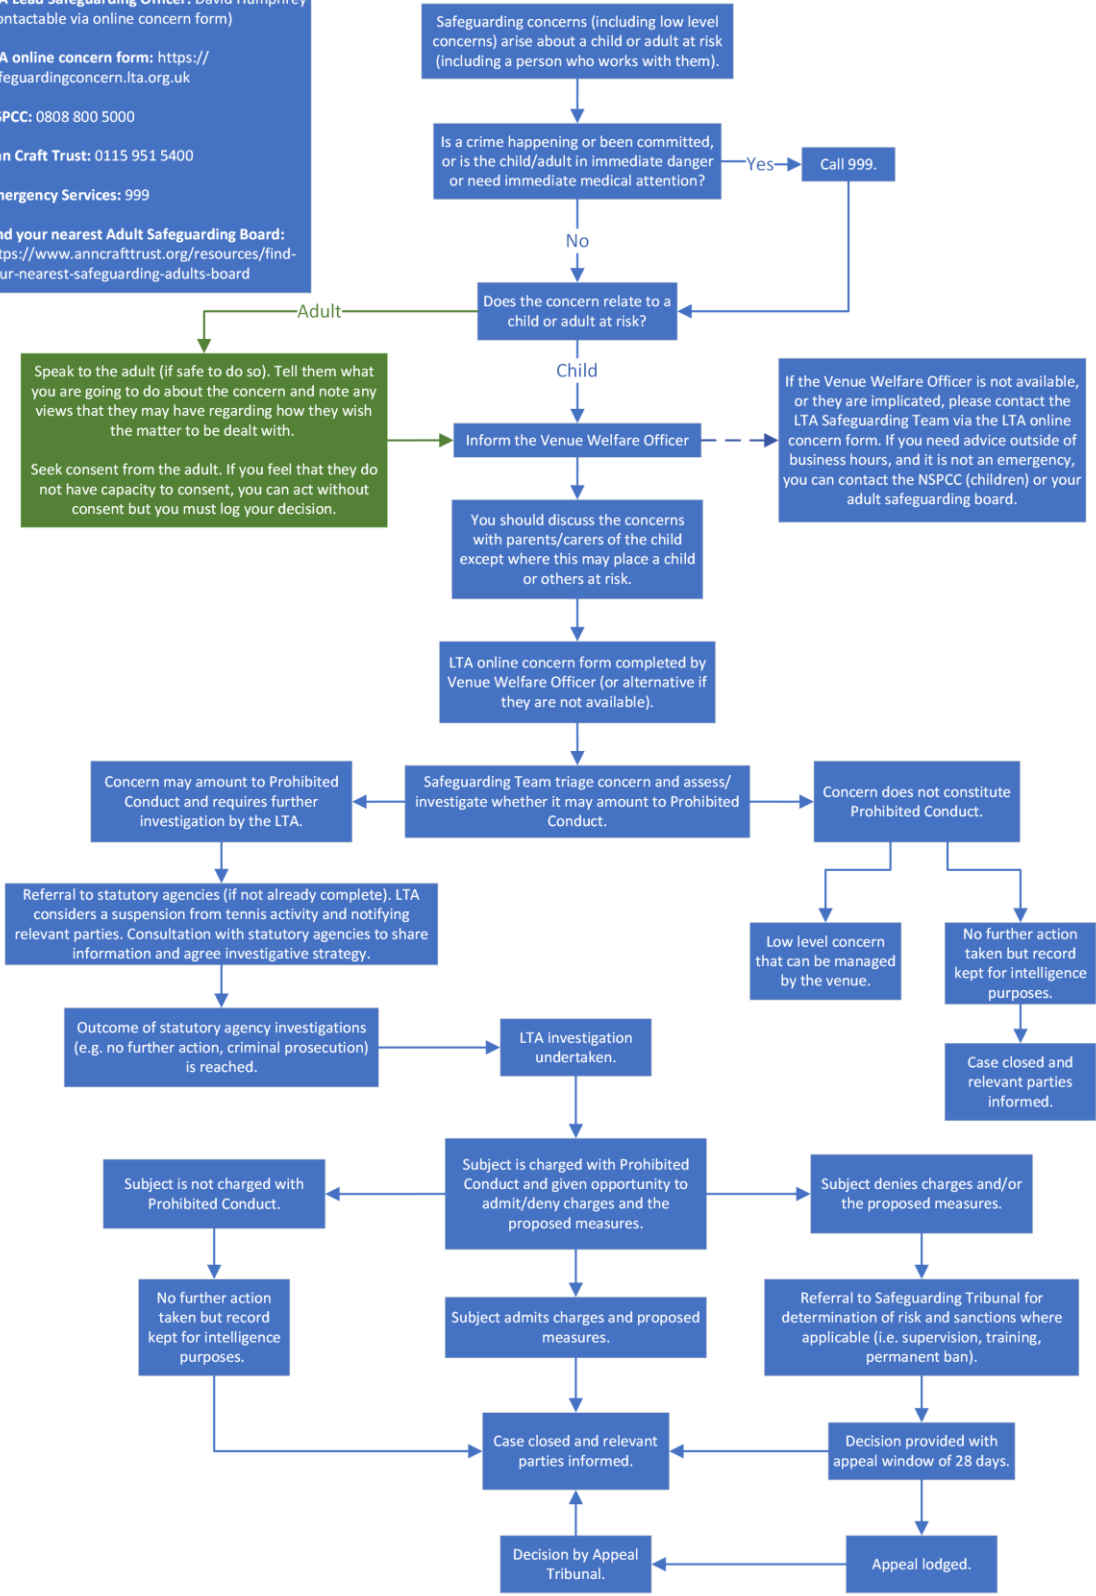 Lead Safeguarding Officer: David Humphrey
contactable via online concern form)
online concern form: https://
safeguardingconcern.lta.org.uk
NSPCC: 0808 800 5000
Ann Craft Trust: 0115 951 5400
Emergency Services: 999
Find your nearest Adult Safeguarding Board:
https://www.anncrafttrust.org/resources/find-
your-nearest-safeguarding-adults-board
Safeguarding concerns (including low level
concerns) arise about a child or adult at risk
(including a person who works with them).
Is a crime happening or been committed,
or is the child/adult in immediate danger
or need immediate medical attention?
Yes
Call 999.
No
Does the concern relate to a
child or adult at risk?
Adult
Child
Speak to the adult (if safe to do so). Tell them what
you are going to do about the concern and note any
views that they may have regarding how they wish
the matter to be dealt with.
Seek consent from the adult. If you feel that they do
not have capacity to consent, you can act without
consent but you must log your decision.
Inform the Venue Welfare Officer
If the Venue Welfare Officer is not available,
or they are implicated, please contact the
LTA Safeguarding Team via the LTA online
concern form. If you need advice outside of
business hours, and it is not an emergency,
you can contact the NSPCC (children) or your
adult safeguarding board.
You should discuss the concerns
with parents/carers of the child
except where this may place a child
or others at risk.
LTA online concern form completed by
Venue Welfare Officer (or alternative if
they are not available).
Safeguarding Team triage concern and assess/
investigate whether it may amount to Prohibited
Conduct.
Concern may amount to Prohibited
Conduct and requires further
investigation by the LTA.
Concern does not constitute
Prohibited Conduct.
Referral to statutory agencies (if not already complete). LTA
considers a suspension from tennis activity and notifying
relevant parties. Consultation with statutory agencies to share
information and agree investigative strategy.
Low level concern
that can be managed
by the venue.
No further action
taken but record
kept for intelligence
purposes.
Outcome of statutory agency investigations
(e.g. no further action, criminal prosecution)
is reached.
LTA investigation
undertaken.
Case closed and
relevant parties
informed.
Subject is not charged with
Prohibited Conduct.
Subject is charged with Prohibited
Conduct and given opportunity to
admit/deny charges and the
proposed measures.
Subject denies charges and/or
the proposed measures.
No further action
taken but record
kept for intelligence
purposes.
Subject admits charges and proposed
measures.
Referral to Safeguarding Tribunal for
determination of risk and sanctions where
applicable (i.e. supervision, training,
permanent ban).
Case closed and relevant
parties informed.
Decision provided with
appeal window of 28 days.
Decision by Appeal
Tribunal.
Appeal lodged.